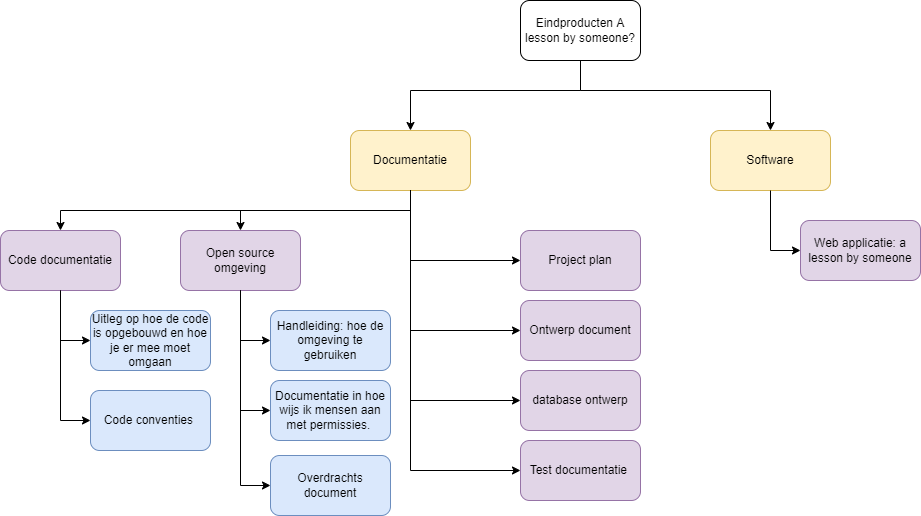 Eindproducten A
lesson by someone?
Documentatie
Software
Code documentatie
Open source
omgeving
Project plan
Web applicatie: a
lesson by someone
Uitleg op hoe de code
is opgebouwd en hoe
je er mee moet
omgaan
Handleiding: hoe de
omgeving te
gebruiken
Ontwerp document
Code conventies
Documentatie in hoe
wijs ik mensen aan
met permissies.
database ontwerp
Overdrachts
document
Test documentatie